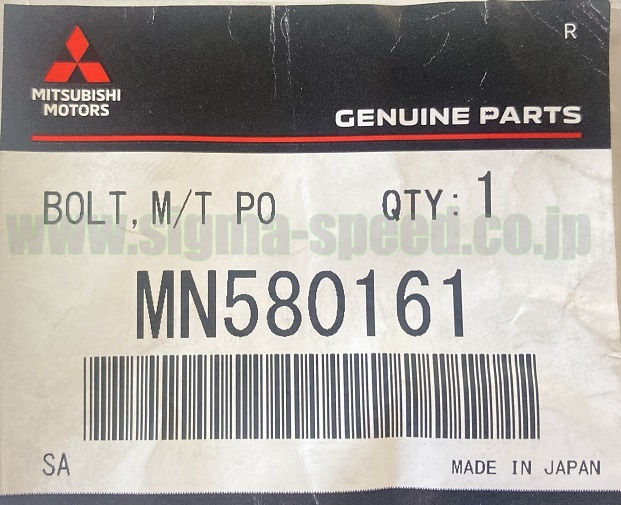 R
MITSUBISHI
MOTORS
GENUINE PARTS
BOLT, M/T PO QTY: 1
www.sigma-speed.co.jp
MN580161
SA MADE IN JAPAN